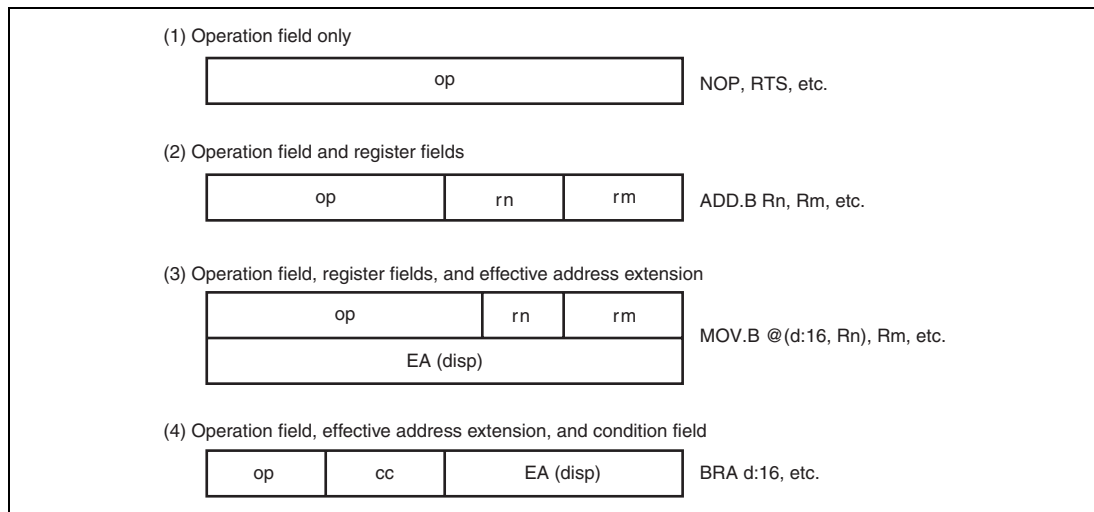 (1) Operation field only
op
NOP, RTS, etc.
(2) Operation field and register fields
op rn rm
ADD.B Rn, Rm, etc.
(3) Operation field, register fields, and effective address extension
op rn rm
EA (disp)
MOV.B @(d:16, Rn), Rm, etc.
(4) Operation field, effective address extension, and condition field
op cc EA (disp)
BRA d:16, etc.